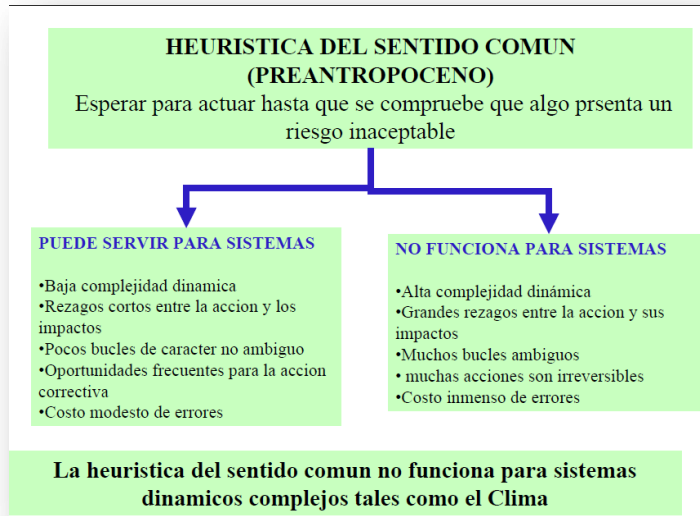 HEURISTICA DEL SENTIDO COMUN
(PREANTROPOCENO)
Esperar para actuar hasta que se compruebe que algo prsenta un
riesgo inaceptable
PUEDE SERVIR PARA SISTEMAS
•Baja complejidad dinamica
•Rezagos cortos entre la accion y los
impactos
•Pocos bucles de caracter no ambiguo
•Oportunidades frecuentes para la accion
correctiva
•Costo modesto de errores
NO FUNCIONA PARA SISTEMAS
•Alta complejidad dinámica
•Grandes rezagos entre la accion y sus
impactos
•Muchos bucles ambiguos
• muchas acciones son irreversibles
•Costo inmenso de errores
La heuristica del sentido comun no funciona para sistemas
dinamicos complejos tales como el Clima